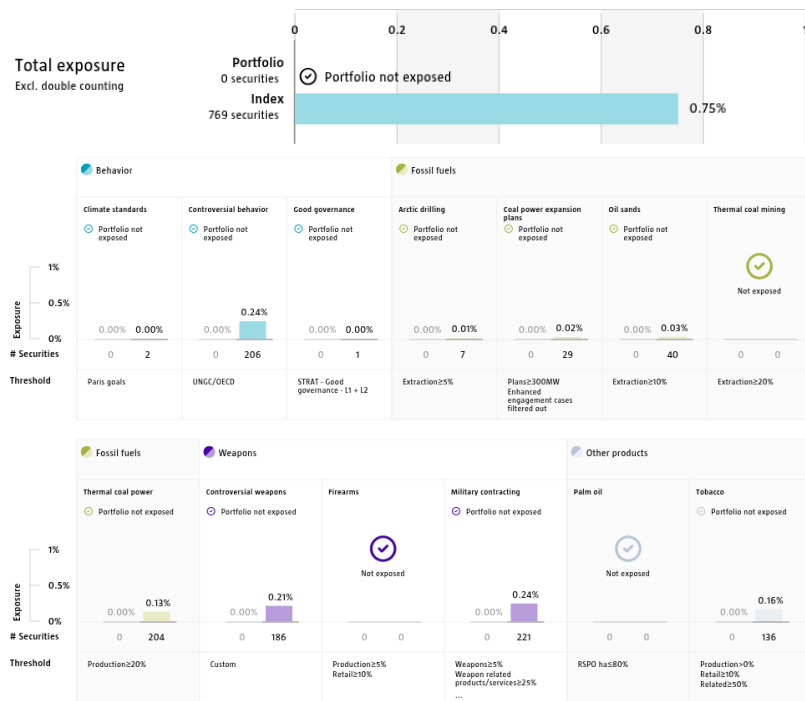 0 0.2 0.4 0.6 0.8 1
Total exposure
Excl. double counting
Portfolio
0 securities
Portfolio not exposed
Index
769 securities
0.75%
Behavior
Fossil fuels
Climate standards
Controversial behavior
Good governance
Arctic drilling
Coal power expansion
plans
Oil sands
Thermal coal mining
Portfolio not
exposed
Portfolio not
exposed
Portfolio not
exposed
Portfolio not
exposed
Portfolio not
exposed
Portfolio not
exposed
Not exposed
Exposure
1%
0.5%
0%
0.00% 0.00%
0.00% 0.24%
0.00% 0.00%
0.00% 0.01%
0.00% 0.02%
0.00% 0.03%
# Securities
0 2
0 206
0 1
0 7
0 29
0 40
0 0
Threshold
Paris goals
UNGC/OECD
STRAT - Good
governance - L1 + L2
Extraction≥5%
Plans≥300MW
Enhanced
engagement cases
filtered out
Extraction≥10%
Extraction≥20%
Fossil fuels
Weapons
Other products
Thermal coal power
Controversial weapons
Firearms
Military contracting
Palm oil
Tobacco
Portfolio not exposed
Portfolio not exposed
Not exposed
Portfolio not exposed
Not exposed
Portfolio not exposed
Exposure
1%
0.5%
0%
0.00% 0.13%
0.00% 0.21%
0.00% 0.24%
0.00% 0.16%
# Securities
0 204
0 186
0 0
0 221
0 0
0 136
Threshold
Production≥20%
Custom
Production≥5%
Retail≥10%
Weapons≥5%
Weapon related
products/services≥25%
...
RSPO ha≤80%
Production>0%
Retail≥10%
Related≥50%